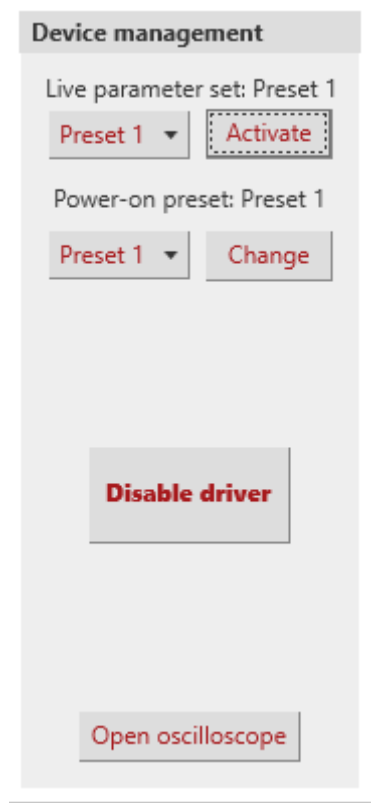 Device management
Live parameter set: Preset 1
Preset 1 Activate
Power-on preset: Preset 1
Preset 1 Change
Disable driver
Open oscilloscope